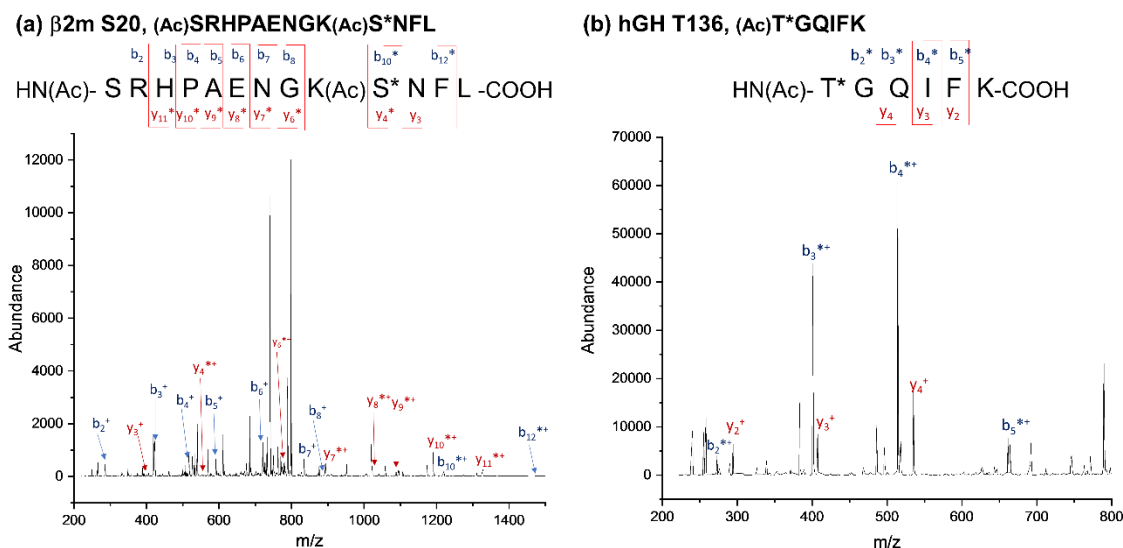 (a) β2m S20, (Ac)SRHPAENGK(Ac)S*NFL
b2 b3 b4 b5 b6 b7 b8 b10* b12*
HN(Ac)- S R H P A E N G K(Ac) S* N F L -COOH
y11* y10* y9* y8* y7* y6* y4* y3
Abundance
12000
10000
8000
6000
4000
2000
0
b2+
b3+
y3+
b4+
y4*+
b5+
b6+
y6*+
b7+
b8+
y7*+
y8*+
y9*+
y10*+
b10*+
y11*+
b12*+
200 400 600 800 1000 1200 1400
m/z
(b) hGH T136, (Ac)T*GQIFK
b2* b3* b4* b5*
HN(Ac)- T* G Q I F K-COOH
y4 y3 y2
Abundance
70000
60000
50000
40000
30000
20000
10000
0
b2*+
y2+
b3*+
y3+
b4*+
y4+
b5*+
200 300 400 500 600 700 800
m/z